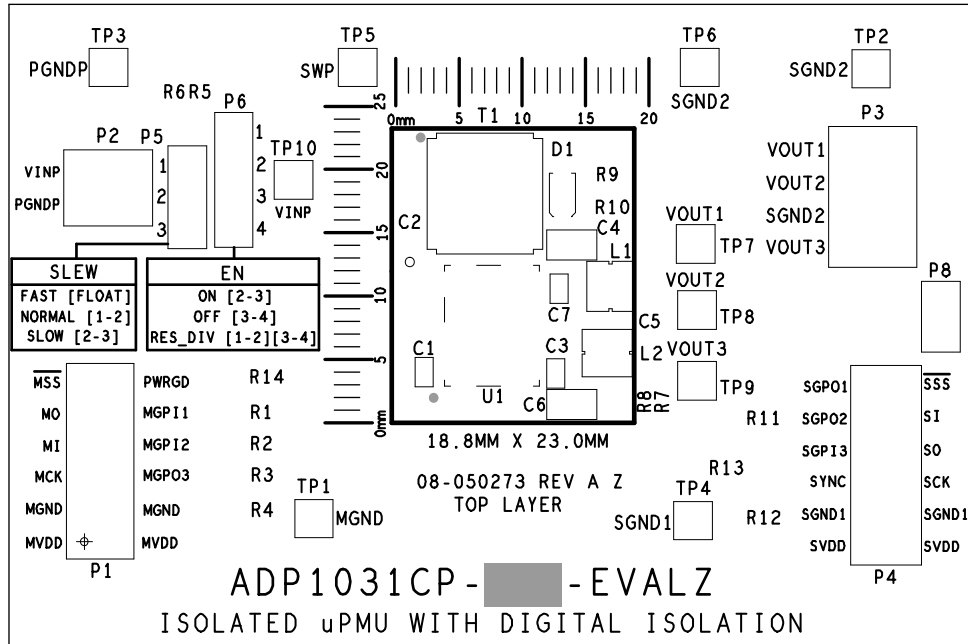 TP3
TP5
TP6
TP2
PGNDP
SWP
SGND2
SGND2
R6R5
P6
P3
25
0mm
5
T1
10
15
20
P2
P5
1
TP10
D1
VOUT1
VINP
1
2
20
R9
VOUT2
PGNDP
2
3
VINP
R10
VOUT1
SGND2
3
4
15
C2
C4
TP7
VOUT3
L1
SLEW
FAST [FLOAT]
NORMAL [1-2]
SLOW [2-3]
EN
ON [2-3]
OFF [3-4]
RES_DIV [1-2][3-4]
10
VOUT2
P8
C7
C5
TP8
5
C1
C3
L2
VOUT3
TP9
U1
C6
R8
R7
0mm
MSS
PWRGD
R14
MO
MGPI1
R1
MI
MGPI2
R2
MCK
MGPO3
R3
MGND
MGND
R4
MVDD
MVDD
P1
TP1
MGND
18.8MM X 23.0MM
08-050273 REV A Z
TOP LAYER
R13
TP4
SGND1
R11
R12
SGPO1
SSS
SGPO2
SI
SGPI3
SO
SYNC
SCK
SGND1
SGND1
SVDD
SVDD
P4
ADP1031CP- -EVALZ
ISOLATED uPMU WITH DIGITAL ISOLATION